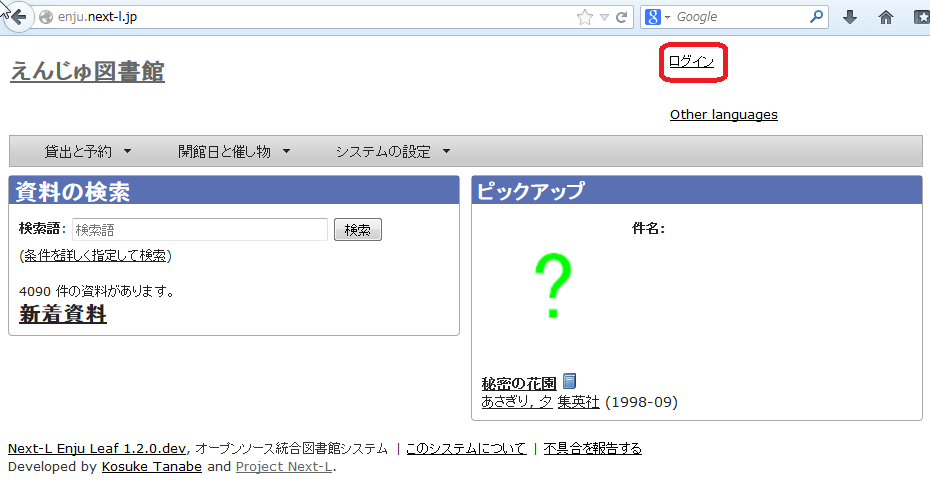 enju.next-l.jp
Google
えんじゅ図書館
ログイン
Other languages
貸出と予約 開館日と催し物 システムの設定
資料の検索
検索語: 検索語 検索
(条件を詳しく指定して検索)
4090 件の資料があります。
新着資料
ピックアップ
件名:
?
秘密の花園
あさぎり, 夕 集英社 (1998-09)
Next-L Enju Leaf 1.2.0.dev, オープンソース統合図書館システム | このシステムについて | 不具合を報告する
Developed by Kosuke Tanabe and Project Next-L.